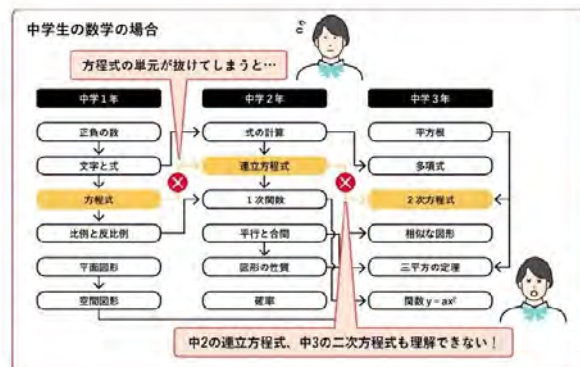 中学生の数学の場合
方程式の単元が抜けてしまうと…
中学1年
正負の数
文字と式
方程式
比例と反比例
平面図形
空間図形
中学2年
式の計算
連立方程式
1次関数
平行と合同
図形の性質
確率
中学3年
平方根
多項式
2次方程式
相似な図形
三平方の定理
関数 y = ax²
中2の連立方程式、中3の二次方程式も理解できない！